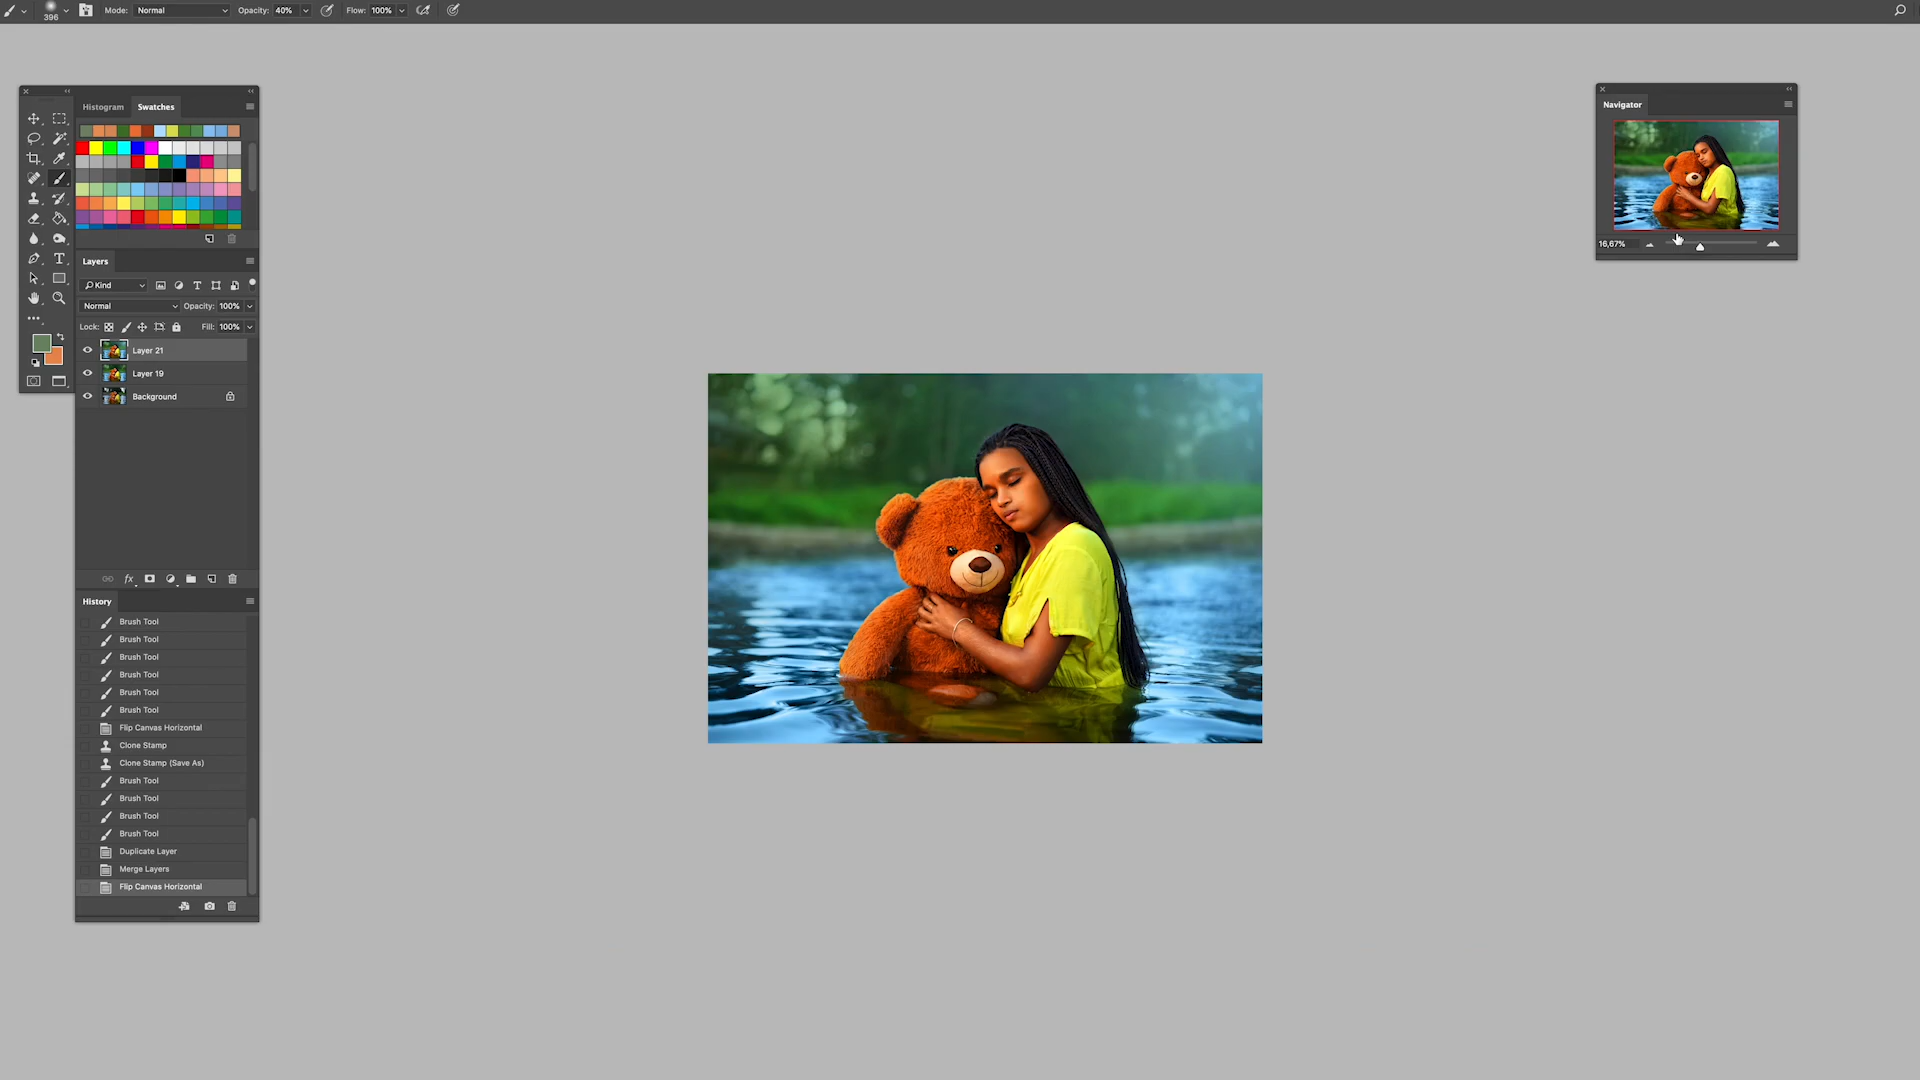 396 Mode: Normal Opacity: 40% Flow: 100%
Histogram Swatches
Navigator
16,67%
Layers
Kind
Normal Opacity: 100%
Lock: Fill: 100%
Layer 21
Layer 19
Background
fx
History
Brush Tool
Brush Tool
Brush Tool
Brush Tool
Brush Tool
Brush Tool
Flip Canvas Horizontal
Clone Stamp
Clone Stamp (Save As)
Brush Tool
Brush Tool
Brush Tool
Brush Tool
Duplicate Layer
Merge Layers
Flip Canvas Horizontal